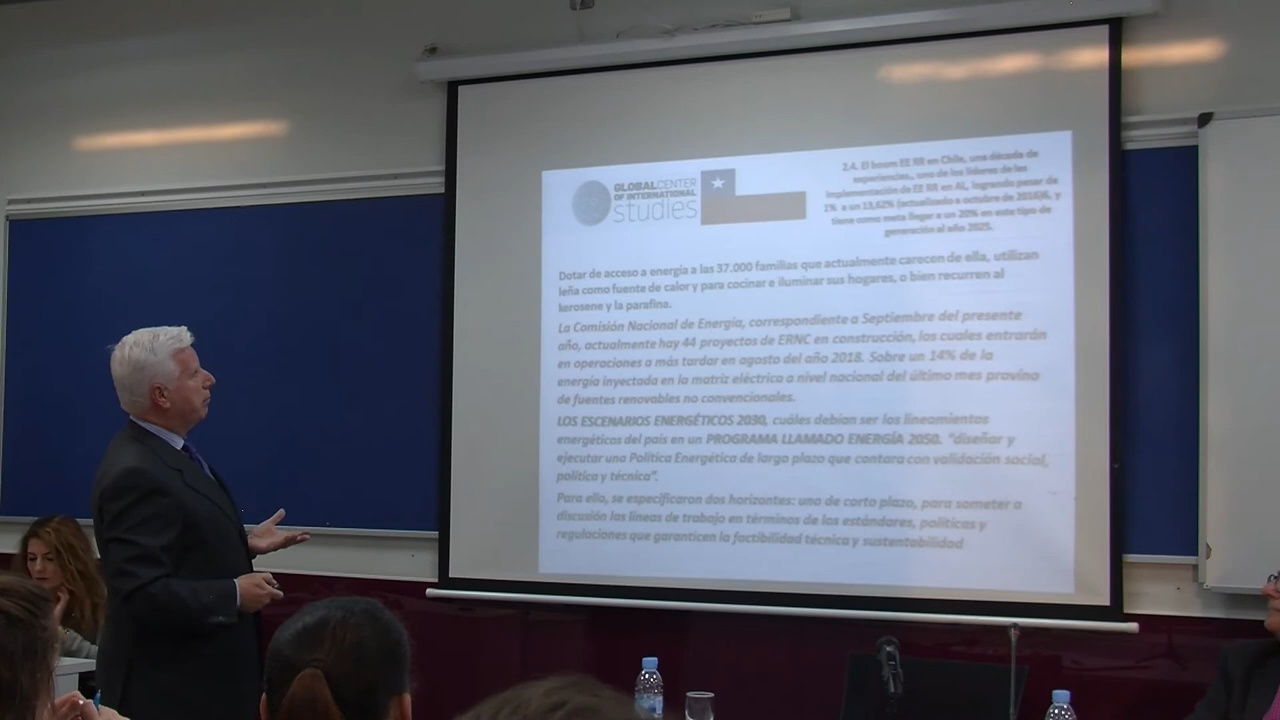 GLOBALCENTER
OF INTERNATIONAL
studies
2.4. El boom EE RR en Chile, una década de
experiencias, uno de los líderes de las
implementación de EE RR en AL, logrando pasar de
1% a un 13,62% (actualizado a octubre de 2016)6, y
tiene como meta llegar a un 20% en este tipo de
generación al año 2025.
Dotar de acceso a energía a las 37.000 familias que actualmente carecen de ella, utilizan
leña como fuente de calor y para cocinar e iluminar sus hogares, o bien recurren al
kerosene y la parafina.
La Comisión Nacional de Energía, correspondiente a Septiembre del presente
año, actualmente hay 44 proyectos de ERNC en construcción, los cuales entrarán
en operaciones a más tardar en agosto del año 2018. Sobre un 14% de la
energía inyectada en la matriz eléctrica a nivel nacional del último mes provino
de fuentes renovables no convencionales.
LOS ESCENARIOS ENERGÉTICOS 2030, cuáles debían ser los lineamientos
energéticos del país en un PROGRAMA LLAMADO ENERGÍA 2050. "diseñar y
ejecutar una Política Energética de largo plazo que contara con validación social,
política y técnica".
Para ello, se especificaron dos horizontes: uno de corto plazo, para someter a
discusión las líneas de trabajo en términos de los estándares, políticas y
regulaciones que garanticen la factibilidad técnica y sustentabilidad